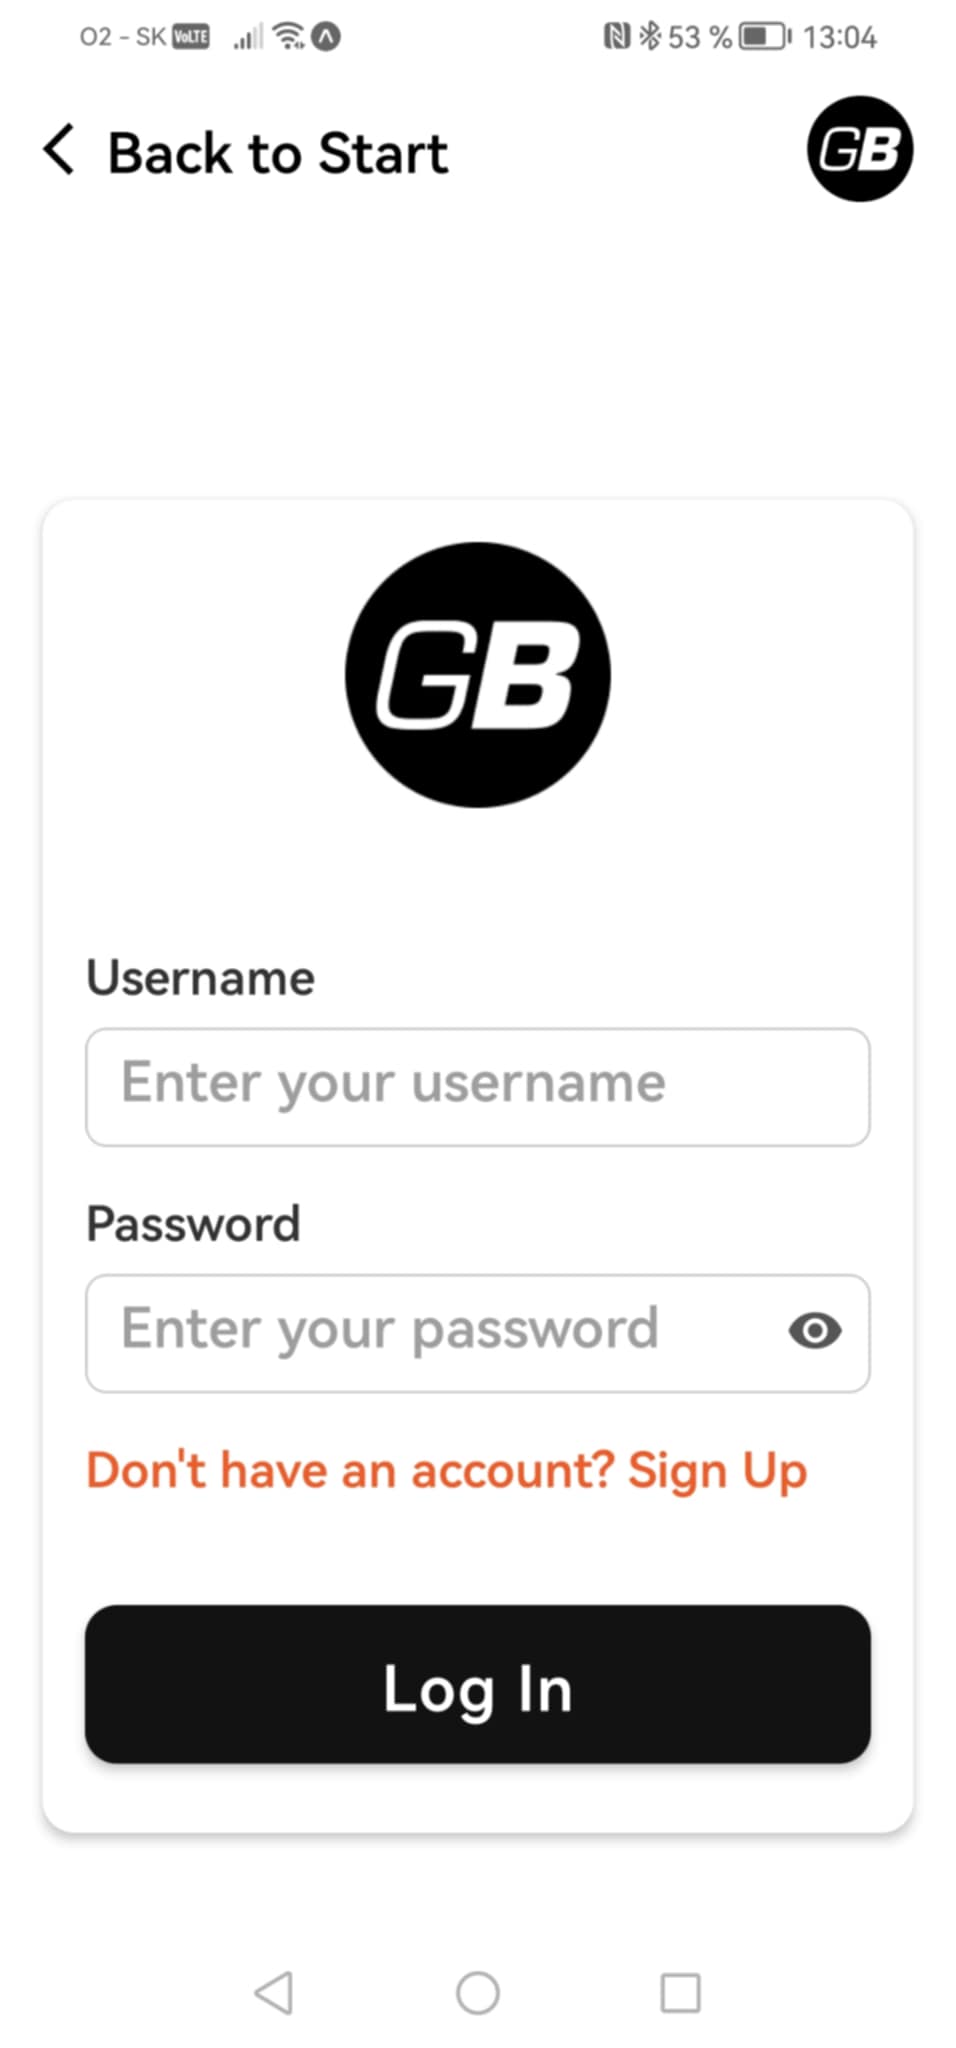 O2 - SK VoLTE 53 % 13:04
Back to Start
GB
GB
Username
Enter your username
Password
Enter your password
Don't have an account? Sign Up
Log In